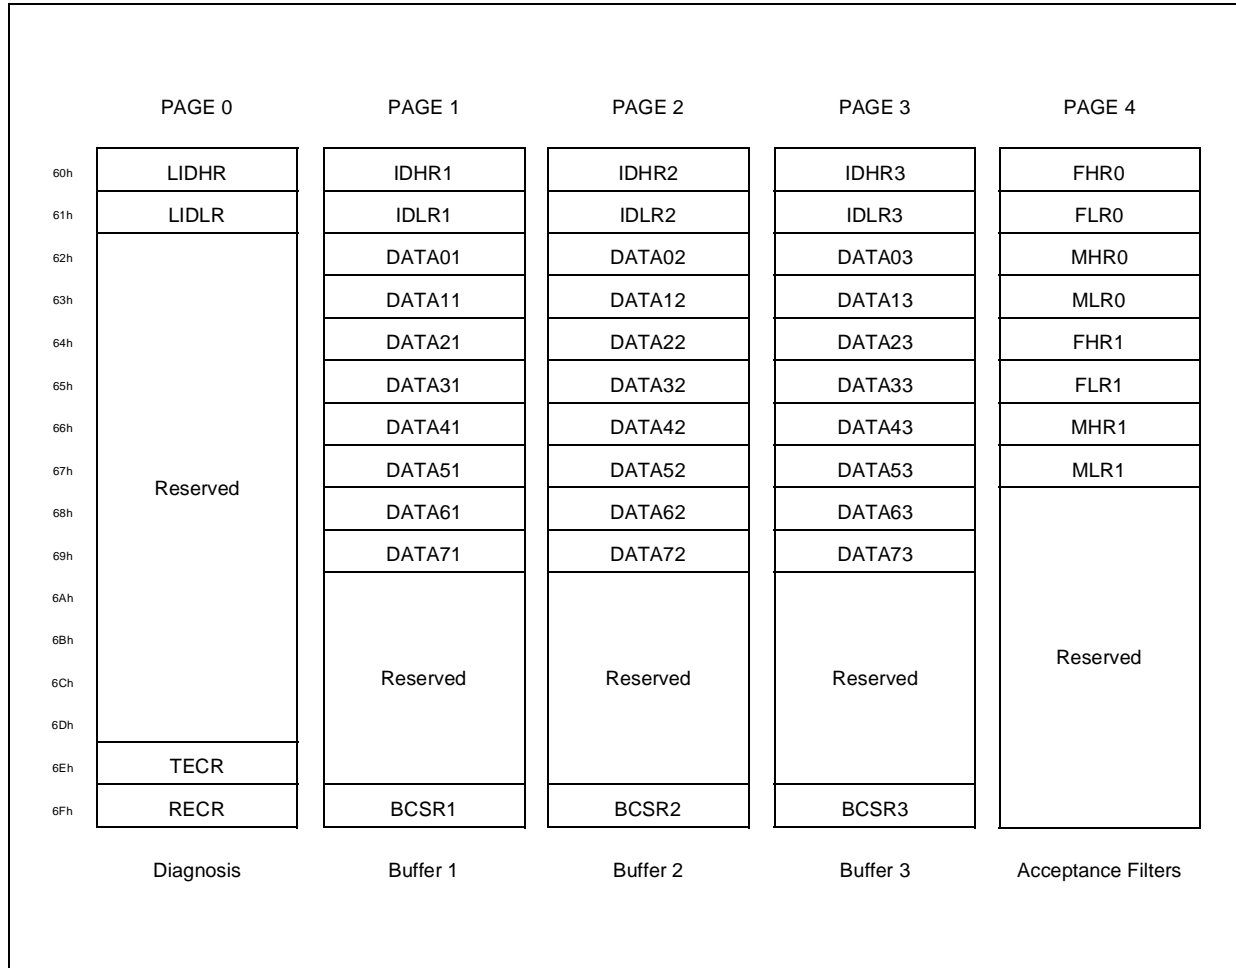 PAGE 0 PAGE 1 PAGE 2 PAGE 3 PAGE 4
60h LIDHR IDHR1 IDHR2 IDHR3 FHR0
61h LIDLR IDLR1 IDLR2 IDLR3 FLR0
62h DATA01 DATA02 DATA03 MHR0
63h DATA11 DATA12 DATA13 MLR0
64h DATA21 DATA22 DATA23 FHR1
65h DATA31 DATA32 DATA33 FLR1
66h DATA41 DATA42 DATA43 MHR1
67h DATA51 DATA52 DATA53 MLR1
Reserved
68h DATA61 DATA62 DATA63
69h DATA71 DATA72 DATA73
6Ah
6Bh
Reserved
6Ch Reserved Reserved Reserved
6Dh
6Eh TECR
6Fh RECR BCSR1 BCSR2 BCSR3
Diagnosis Buffer 1 Buffer 2 Buffer 3 Acceptance Filters